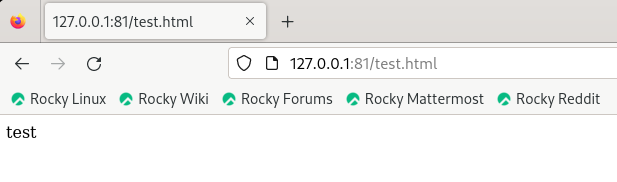 127.0.0.1:81/test.html
127.0.0.1:81/test.html
Rocky Linux Rocky Wiki Rocky Forums Rocky Mattermost Rocky Reddit
test